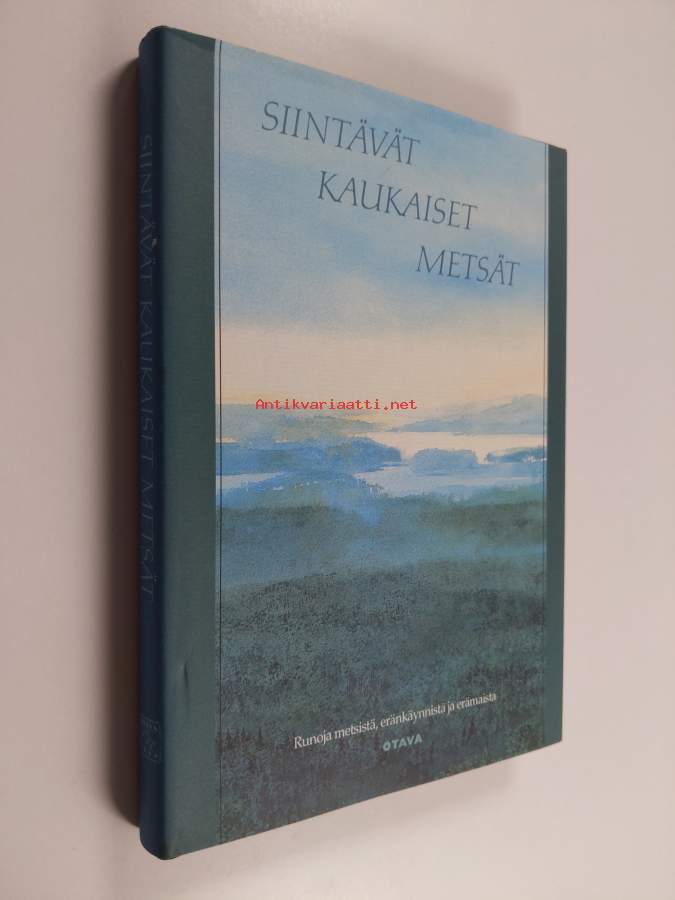 SIINTÄVÄT
KAUKAISET
METSÄT
Antikvariaatti.net
Runoja metsistä, eränkäynnistä ja erämaista
OTAVA
SIINTÄVÄT KAUKAISET METSÄT